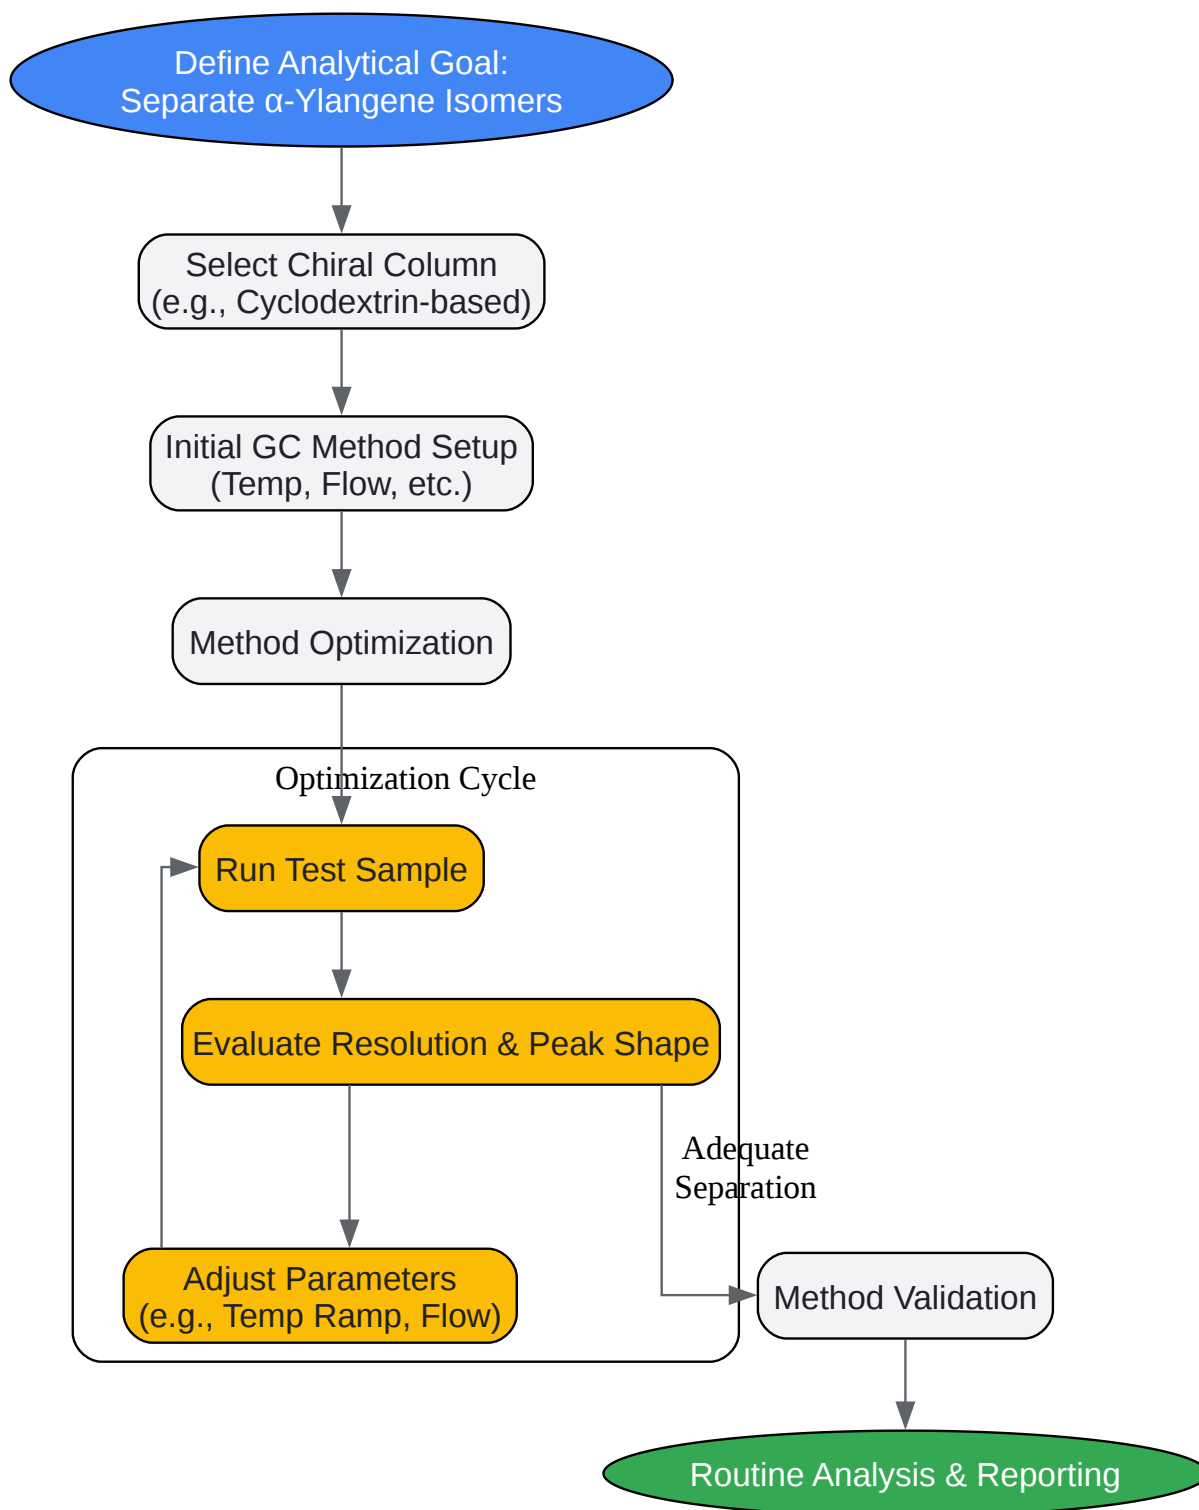 Define Analytical Goal:
Separate α-Ylangene Isomers
Select Chiral Column
(e.g., Cyclodextrin-based)
Initial GC Method Setup
(Temp, Flow, etc.)
Method Optimization
Optimization Cycle
Run Test Sample
Evaluate Resolution & Peak Shape
Adequate
Separation
Adjust Parameters
(e.g., Temp Ramp, Flow)
Method Validation
Routine Analysis & Reporting